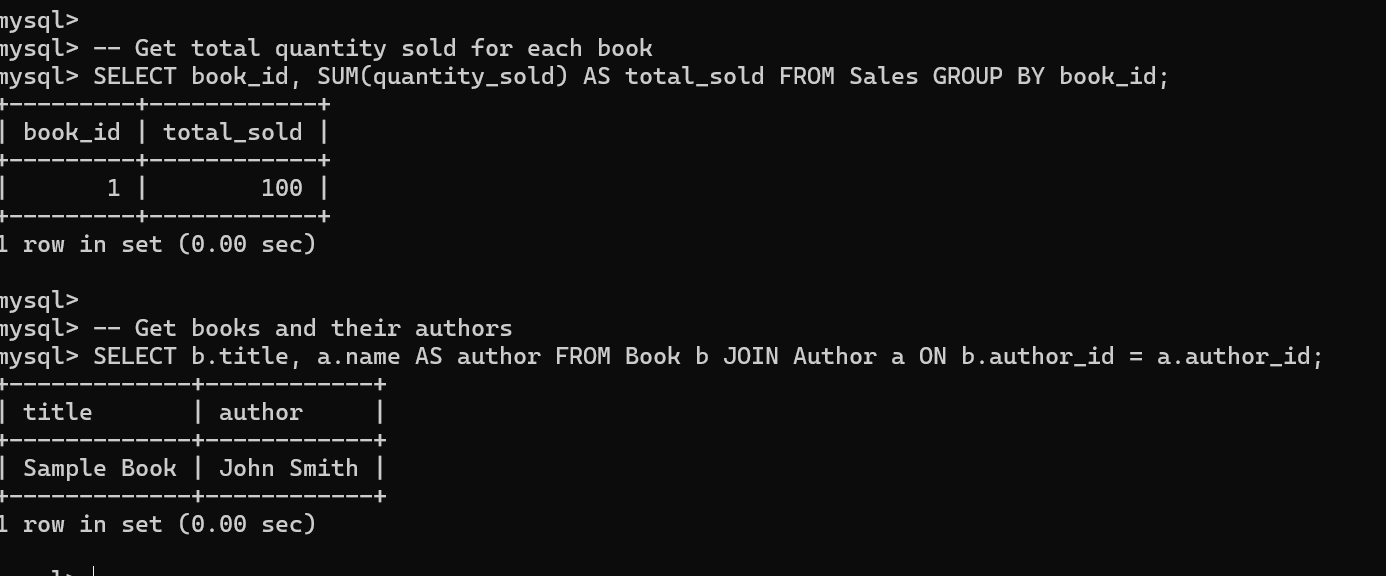 mysql>
mysql> -- Get total quantity sold for each book
mysql> SELECT book_id, SUM(quantity_sold) AS total_sold FROM Sales GROUP BY book_id;
+---------+------------+
| book_id | total_sold |
+---------+------------+
|       1 |        100 |
+---------+------------+
1 row in set (0.00 sec)

mysql>
mysql> -- Get books and their authors
mysql> SELECT b.title, a.name AS author FROM Book b JOIN Author a ON b.author_id = a.author_id;
+-------------+------------+
| title       | author     |
+-------------+------------+
| Sample Book | John Smith |
+-------------+------------+
1 row in set (0.00 sec)